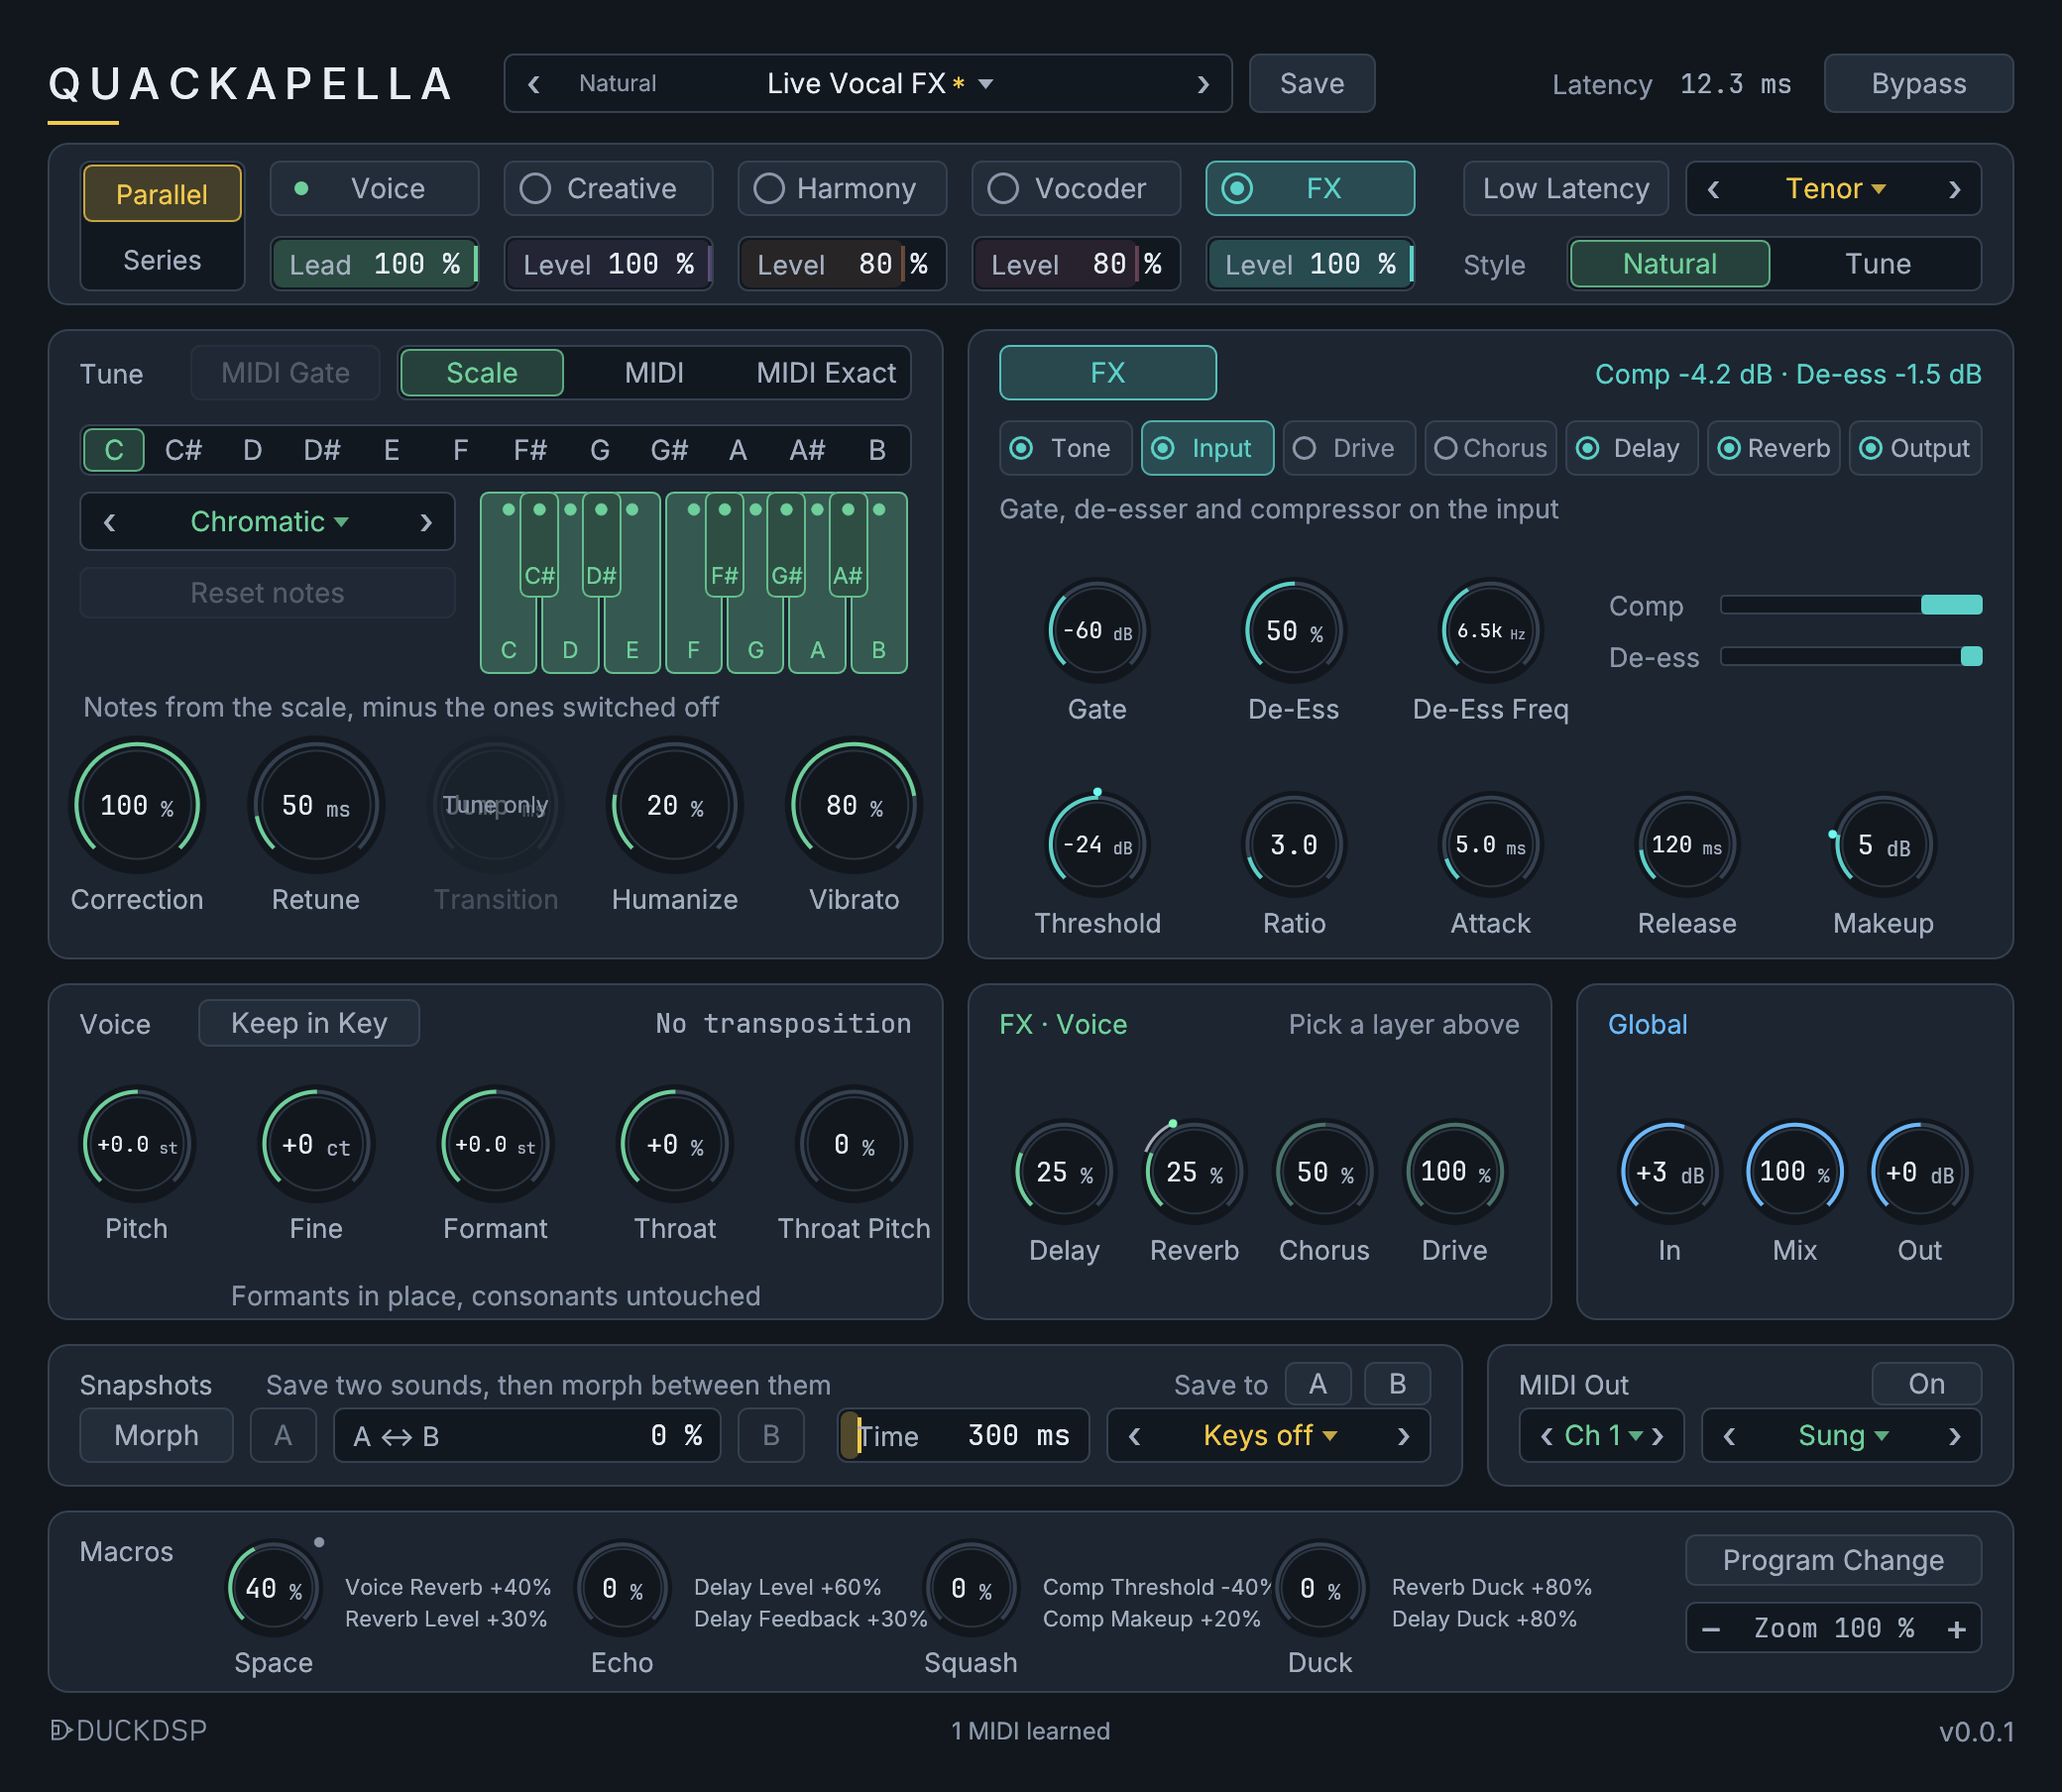 QUACKAPELLA
‹ Natural Live Vocal FX * ›
Save
Latency 12.3 ms
Bypass
Parallel
Voice
Creative
Harmony
Vocoder
FX
Low Latency
‹ Tenor ›
Series
Lead 100 %
Level 100 %
Level 80 %
Level 80 %
Level 100 %
Style
Natural
Tune
Tune
MIDI Gate
Scale
MIDI
MIDI Exact
C C# D D# E F F# G G# A A# B
‹ Chromatic ›
Reset notes
C# D# F# G# A#
C D E F G A B
Notes from the scale, minus the ones switched off
100 %
50 ms
Tune only
20 %
80 %
Correction
Retune
Transition
Humanize
Vibrato
FX
Comp -4.2 dB · De-ess -1.5 dB
Tone
Input
Drive
Chorus
Delay
Reverb
Output
Gate, de-esser and compressor on the input
-60 dB
50 %
6.5k Hz
Comp
De-ess
Gate
De-Ess
De-Ess Freq
-24 dB
3.0
5.0 ms
120 ms
5 dB
Threshold
Ratio
Attack
Release
Makeup
Voice
Keep in Key
No transposition
+0.0 st
+0 ct
+0.0 st
+0 %
0 %
Pitch
Fine
Formant
Throat
Throat Pitch
Formants in place, consonants untouched
FX · Voice
Pick a layer above
25 %
25 %
50 %
100 %
Delay
Reverb
Chorus
Drive
Global
+3 dB
100 %
+0 dB
In
Mix
Out
Snapshots
Save two sounds, then morph between them
Save to
A
B
Morph
A
A ↔ B 0 %
B
Time 300 ms
‹ Keys off ›
MIDI Out
On
‹ Ch 1 ›
‹ Sung ›
Macros
40 %
Space
Voice Reverb +40%
Reverb Level +30%
0 %
Echo
Delay Level +60%
Delay Feedback +30%
0 %
Squash
Comp Threshold -40%
Comp Makeup +20%
0 %
Duck
Reverb Duck +80%
Delay Duck +80%
Program Change
− Zoom 100 % +
DUCKDSP
1 MIDI learned
v0.0.1